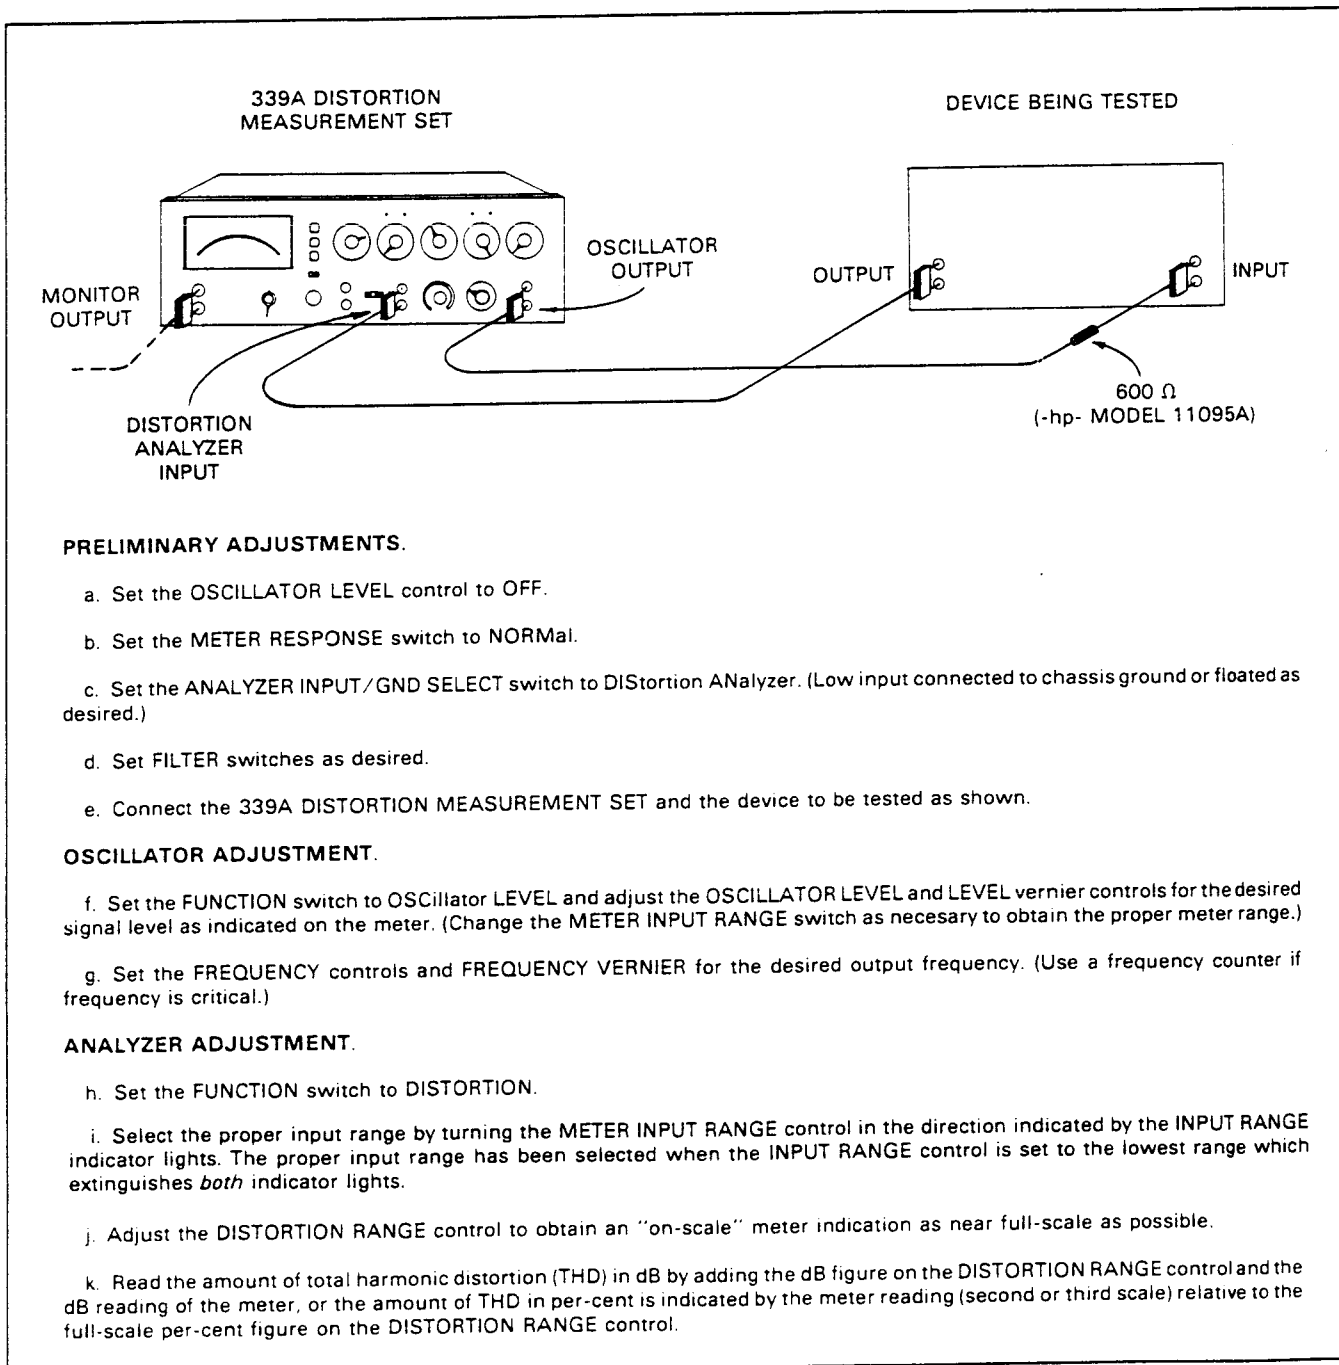 339A DISTORTION
MEASUREMENT SET
DEVICE BEING TESTED
OSCILLATOR
OUTPUT
OUTPUT
INPUT
MONITOR
OUTPUT
600 Ω
(-hp- MODEL 11095A)
DISTORTION
ANALYZER
INPUT
PRELIMINARY ADJUSTMENTS.
a. Set the OSCILLATOR LEVEL control to OFF.
b. Set the METER RESPONSE switch to NORMal.
c. Set the ANALYZER INPUT/GND SELECT switch to DIStortion ANalyzer. (Low input connected to chassis ground or floated as
desired.)
d. Set FILTER switches as desired.
e. Connect the 339A DISTORTION MEASUREMENT SET and the device to be tested as shown.
OSCILLATOR ADJUSTMENT.
f. Set the FUNCTION switch to OSCillator LEVEL and adjust the OSCILLATOR LEVEL and LEVEL vernier controls for the desired
signal level as indicated on the meter. (Change the METER INPUT RANGE switch as necesary to obtain the proper meter range.)
g. Set the FREQUENCY controls and FREQUENCY VERNIER for the desired output frequency. (Use a frequency counter if
frequency is critical.)
ANALYZER ADJUSTMENT.
h. Set the FUNCTION switch to DISTORTION.
i. Select the proper input range by turning the METER INPUT RANGE control in the direction indicated by the INPUT RANGE
indicator lights. The proper input range has been selected when the INPUT RANGE control is set to the lowest range which
extinguishes both indicator lights.
j. Adjust the DISTORTION RANGE control to obtain an "on-scale" meter indication as near full-scale as possible.
k. Read the amount of total harmonic distortion (THD) in dB by adding the dB figure on the DISTORTION RANGE control and the
dB reading of the meter, or the amount of THD in per-cent is indicated by the meter reading (second or third scale) relative to the
full-scale per-cent figure on the DISTORTION RANGE control.